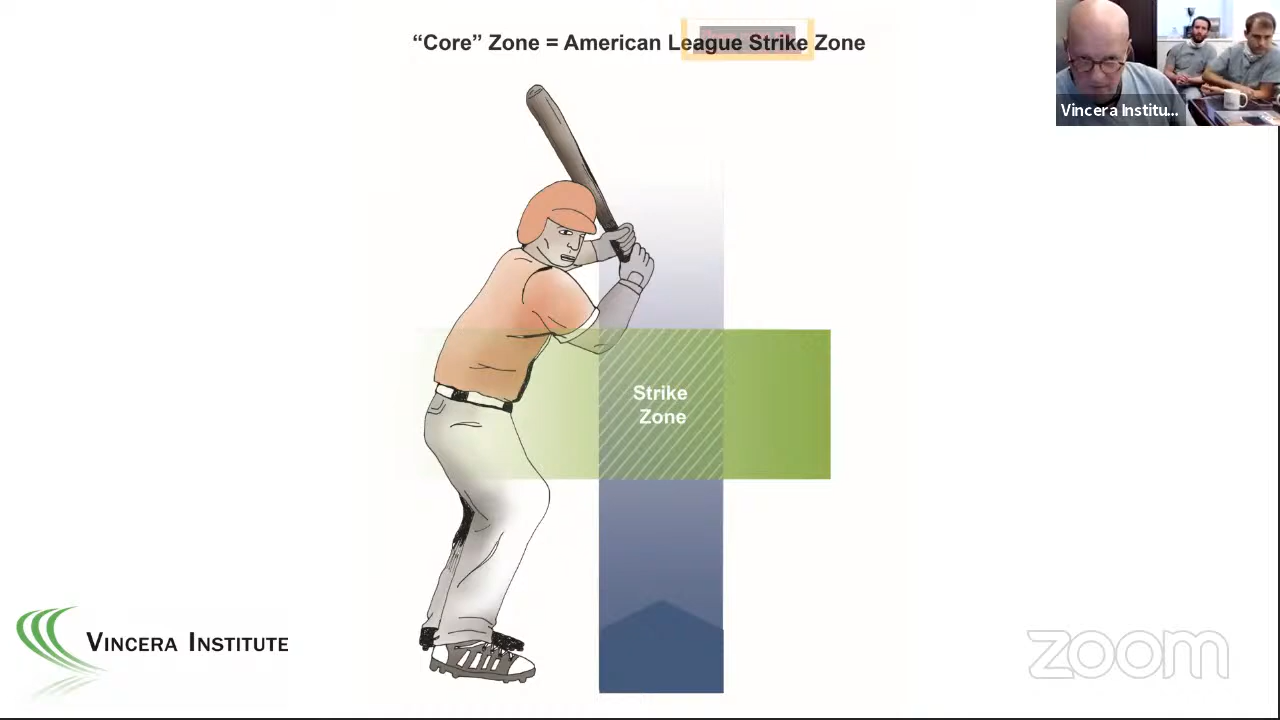 “Core” Zone = American League Strike Zone
Vincera Institu...
Strike
Zone
VINCERA INSTITUTE
zoom